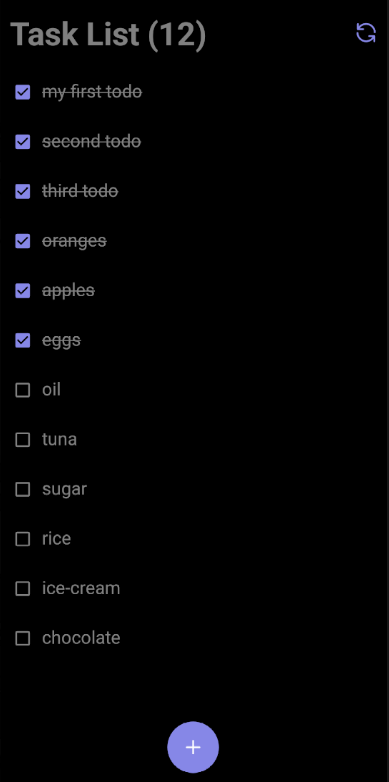 Task List (12)
my first todo
second todo
third todo
oranges
apples
eggs
oil
tuna
sugar
rice
ice-cream
chocolate
+